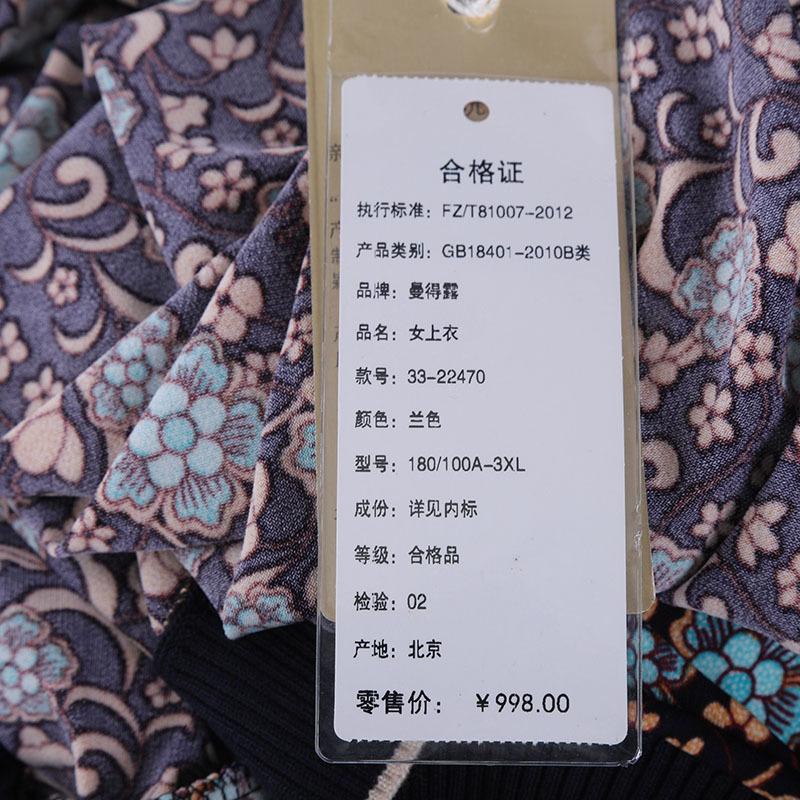 合格证
执行标准：FZ/T81007-2012
产品类别：GB18401-2010B类
品牌：曼得露
品名：女上衣
款号：33-22470
颜色：兰色
型号：180/100A-3XL
成份：详见内标
等级：合格品
检验：02
产地：北京
零售价：￥998.00